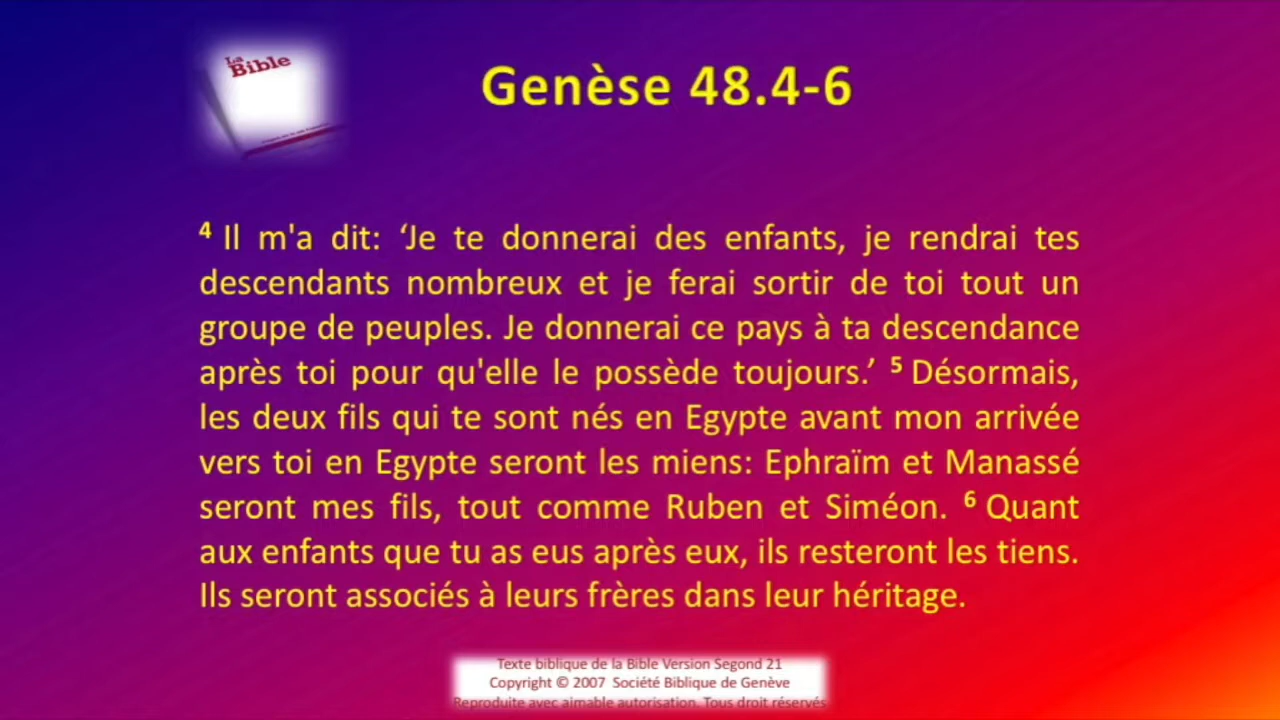 La
Bible
Genèse 48.4-6
⁴ Il m'a dit: ‘Je te donnerai des enfants, je rendrai tes
descendants nombreux et je ferai sortir de toi tout un
groupe de peuples. Je donnerai ce pays à ta descendance
après toi pour qu'elle le possède toujours.’ ⁵ Désormais,
les deux fils qui te sont nés en Egypte avant mon arrivée
vers toi en Egypte seront les miens: Ephraïm et Manassé
seront mes fils, tout comme Ruben et Siméon. ⁶ Quant
aux enfants que tu as eus après eux, ils resteront les tiens.
Ils seront associés à leurs frères dans leur héritage.
Texte biblique de la Bible Version Segond 21
Copyright © 2007 Société Biblique de Genève
Reproduite avec aimable autorisation. Tous droit réservés